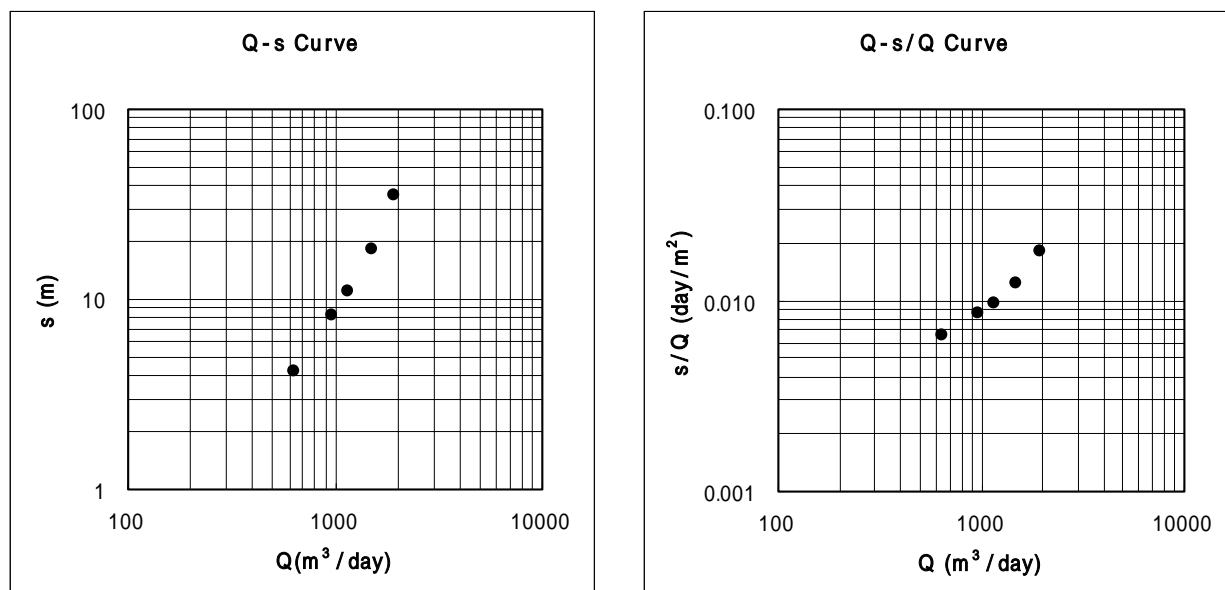 Q-s Curve
100
10
1
s (m)
100 1000 10000
Q(m³/day)
Q-s/Q Curve
0.100
0.010
0.001
s/Q (day/m²)
100 1000 10000
Q (m³/day)